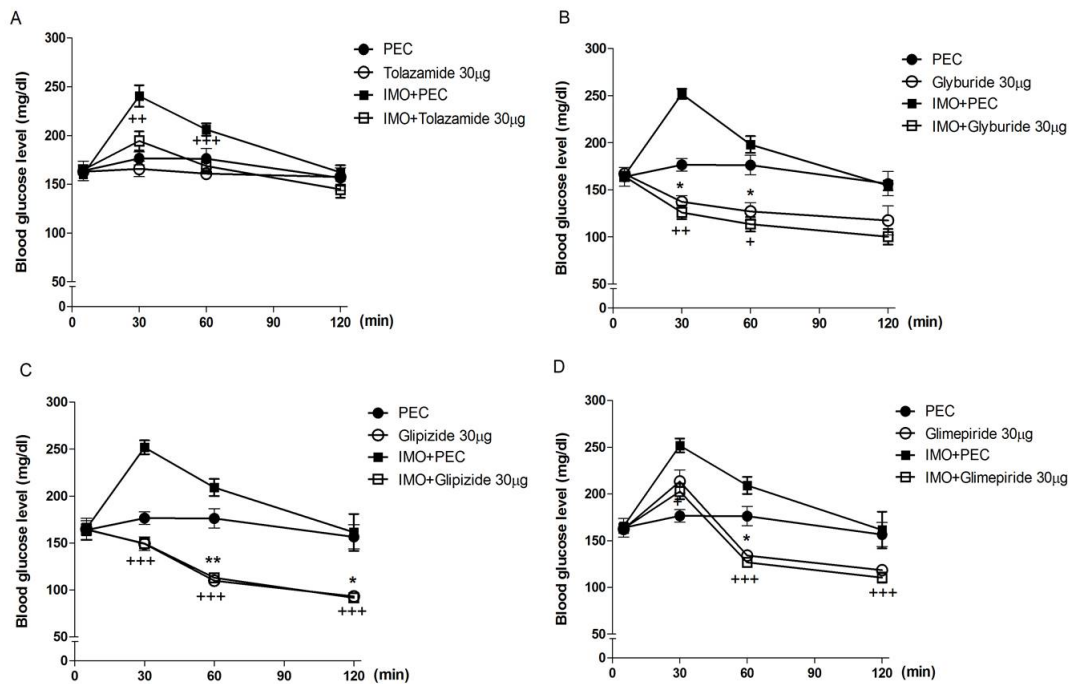 A
Blood glucose level (mg/dl)
300
250
200
150
100
50
0
0 30 60 90 120 (min)
++
+++
PEC
Tolazamide 30µg
IMO+PEC
IMO+Tolazamide 30µg
B
Blood glucose level (mg/dl)
300
250
200
150
100
50
0
0 30 60 90 120 (min)
* *
++ +
PEC
Glyburide 30µg
IMO+PEC
IMO+Glyburide 30µg
C
Blood glucose level (mg/dl)
300
250
200
150
100
50
0
0 30 60 90 120 (min)
** *
+++ +++ +++
PEC
Glipizide 30µg
IMO+PEC
IMO+Glipizide 30µg
D
Blood glucose level (mg/dl)
300
250
200
150
100
50
0
0 30 60 90 120 (min)
+
*
+++ +++
PEC
Glimepiride 30µg
IMO+PEC
IMO+Glimepiride 30µg